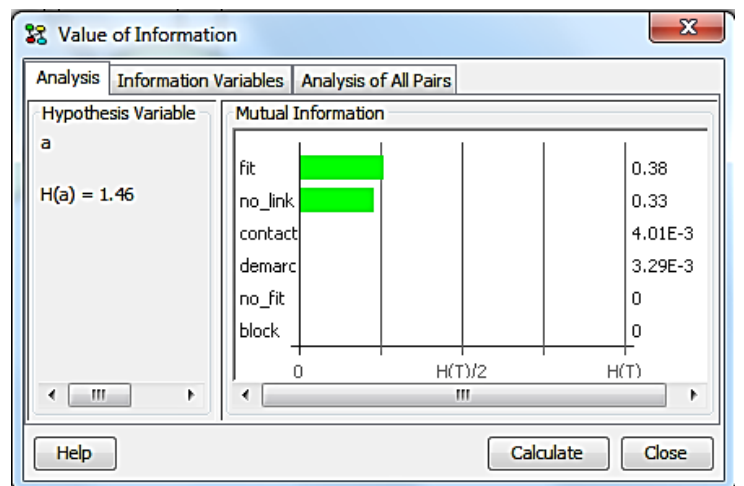 Value of Information
Analysis Information Variables Analysis of All Pairs
Hypothesis Variable
a
H(a) = 1.46
Mutual Information
fit 0.38
no_link 0.33
contact 4.01E-3
demarc 3.29E-3
no_fit 0
block 0
0 H(T)/2 H(T)
Help Calculate Close